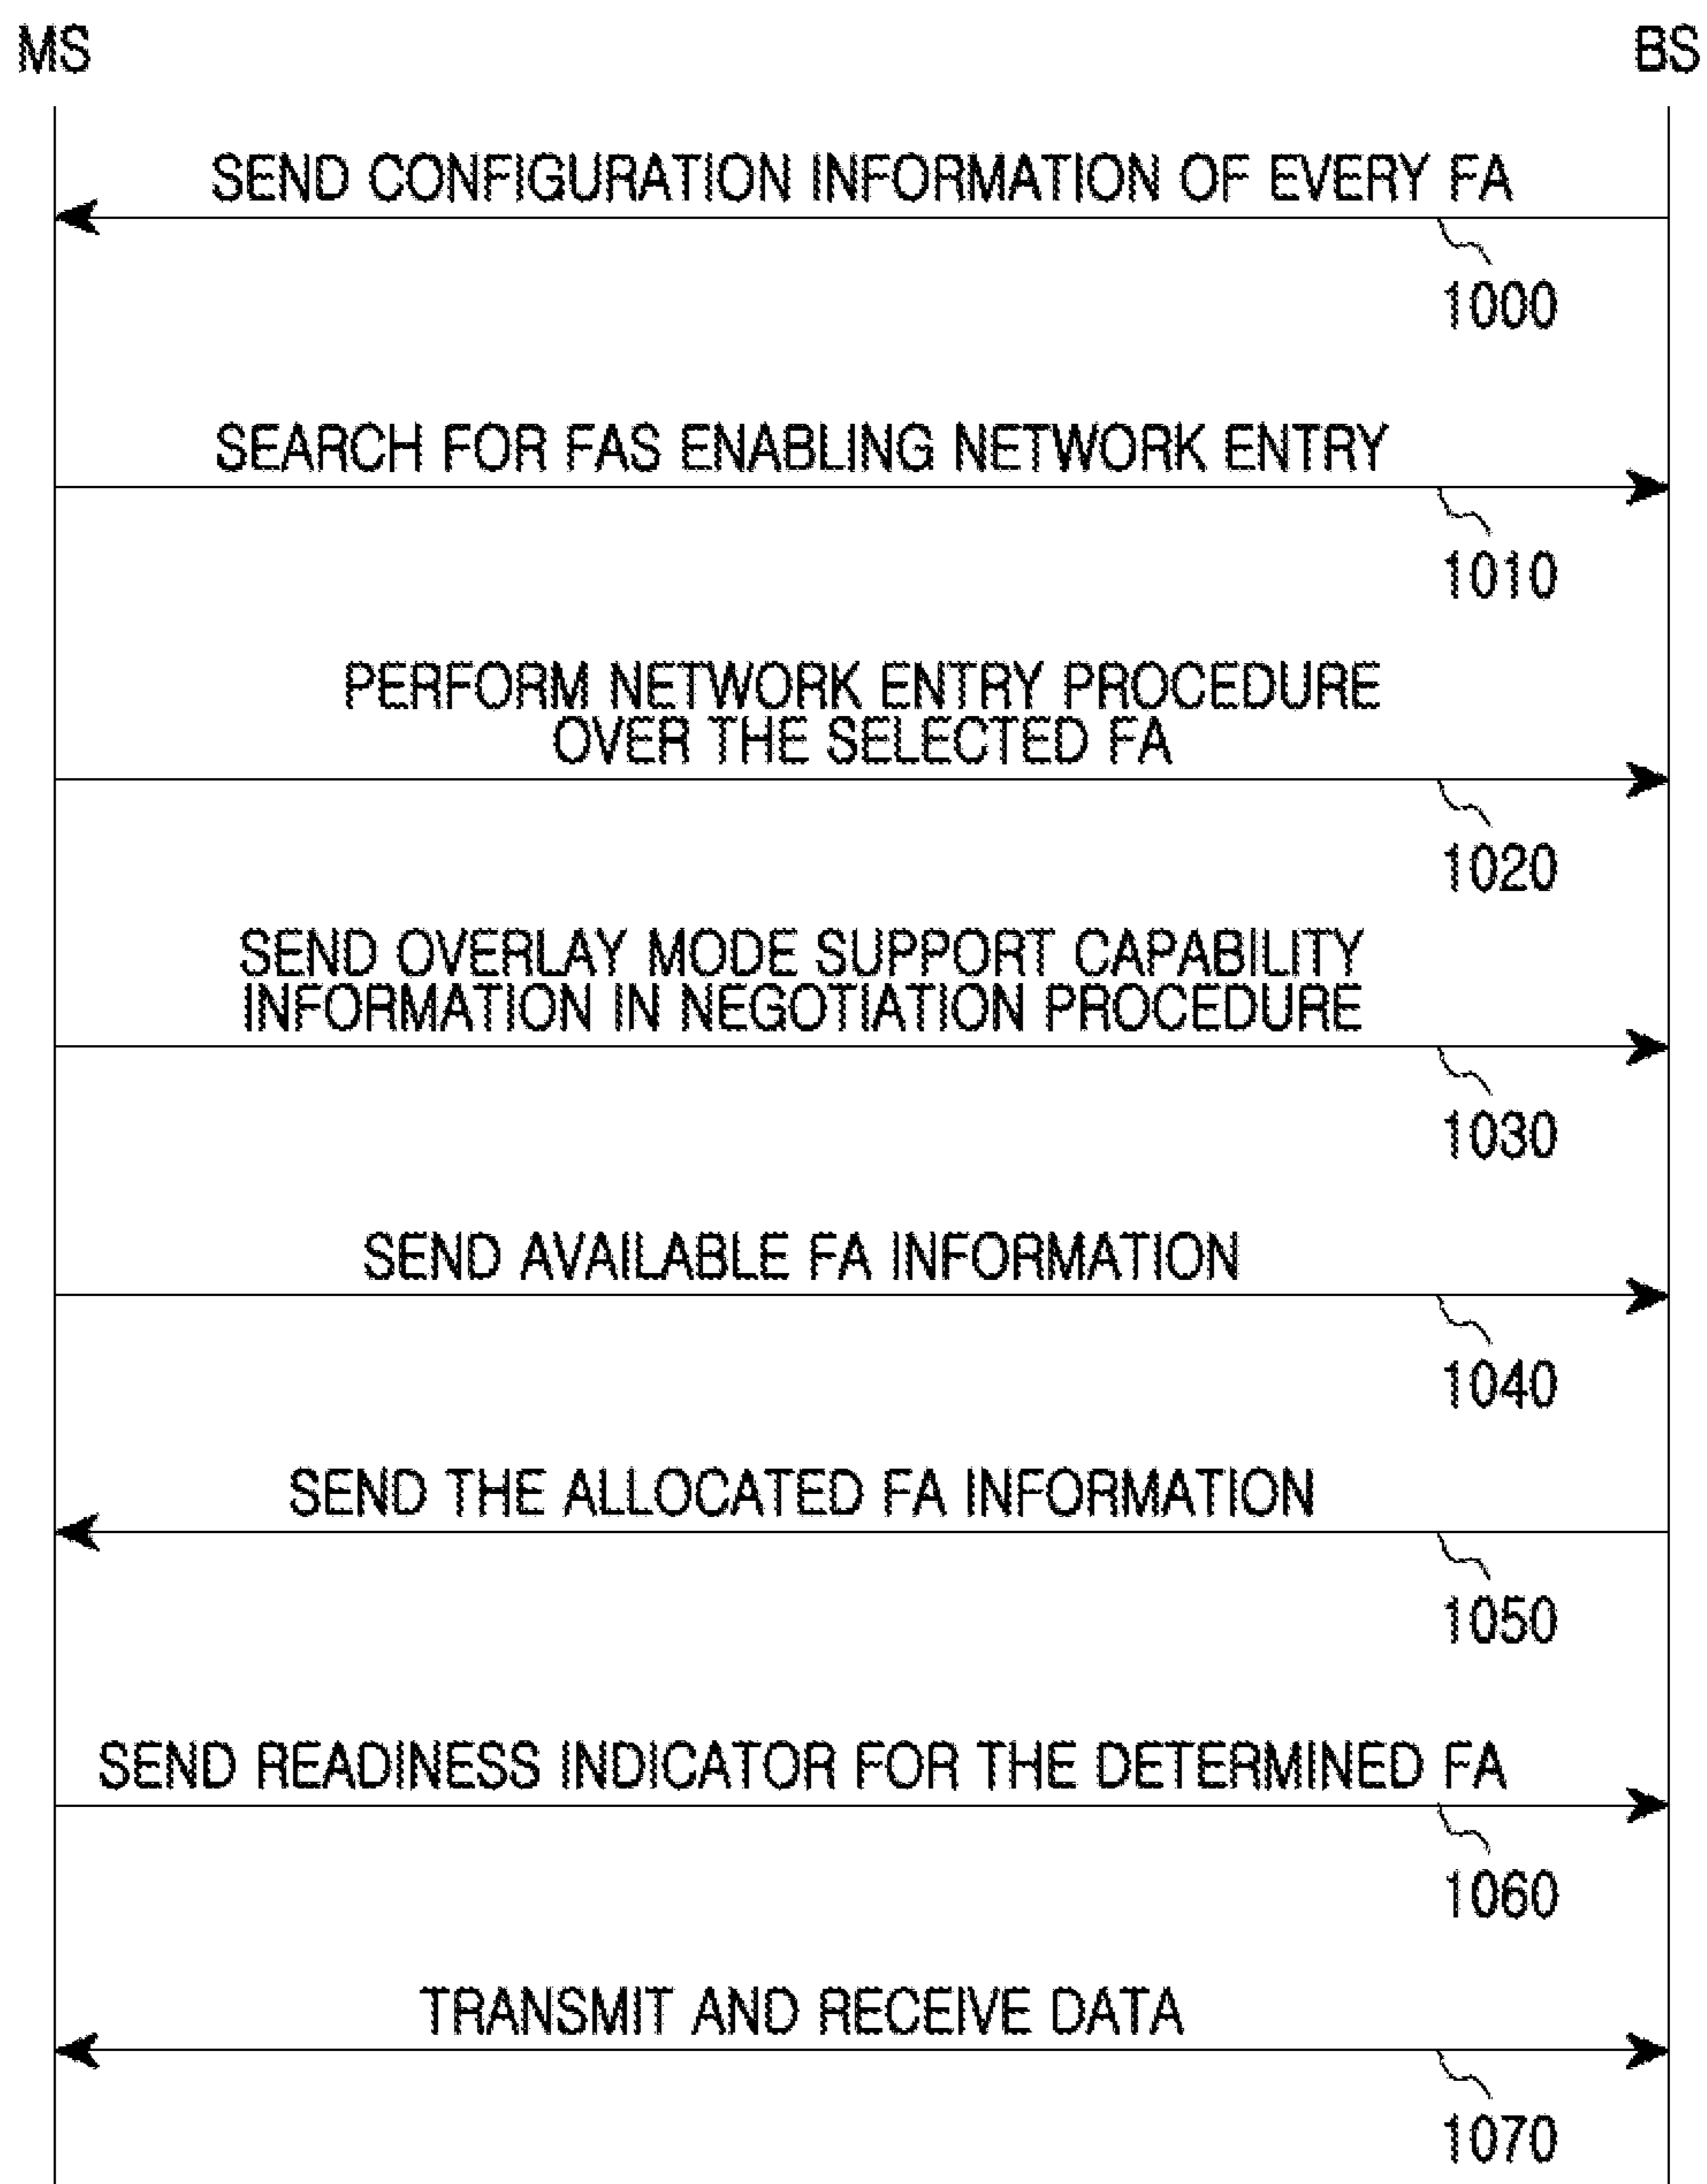 MS
BS
SEND CONFIGURATION INFORMATION OF EVERY FA
1000
SEARCH FOR FAS ENABLING NETWORK ENTRY
1010
PERFORM NETWORK ENTRY PROCEDURE
OVER THE SELECTED FA
1020
SEND OVERLAY MODE SUPPORT CAPABILITY
INFORMATION IN NEGOTIATION PROCEDURE
1030
SEND AVAILABLE FA INFORMATION
1040
SEND THE ALLOCATED FA INFORMATION
1050
SEND READINESS INDICATOR FOR THE DETERMINED FA
1060
TRANSMIT AND RECEIVE DATA
1070